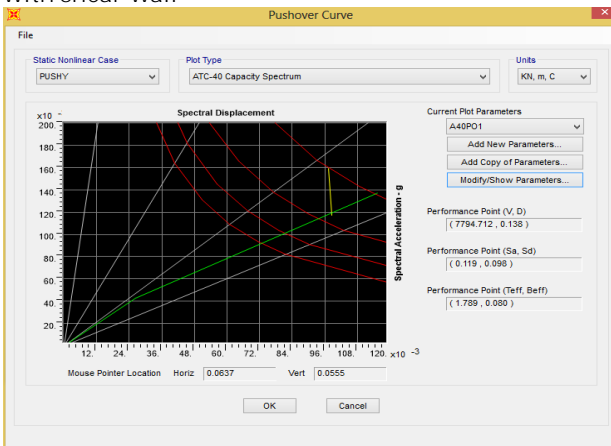 with shear wall
Pushover Curve
File
Static Nonlinear Case
Plot Type
Units
PUSHY
ATC-40 Capacity Spectrum
KN, m, C
x10 -
Spectral Displacement
Current Plot Parameters
200.
A40PO1
180.
Add New Parameters...
160.
Add Copy of Parameters...
140.
Modify/Show Parameters...
120.
Spectral Acceleration - g
Performance Point (V, D)
100.
( 7794.712 , 0.138 )
80.
Performance Point (Sa, Sd)
60.
( 0.119 , 0.098 )
40.
Performance Point (Teff, Beff)
20.
( 1.789 , 0.080 )
12. 24. 36. 48. 60. 72. 84. 96. 108. 120. x10 -3
Mouse Pointer Location Horiz 0.0637 Vert 0.0555
OK Cancel